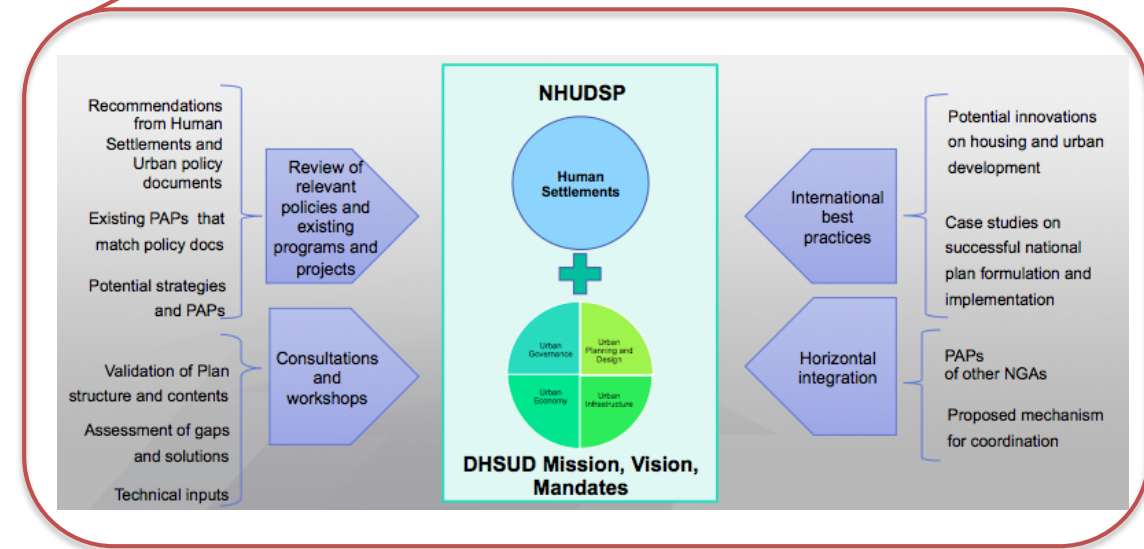 Recommendations
from Human
Settlements and
Urban policy
documents
Existing PAPs that
match policy docs
Potential strategies
and PAPs
Validation of Plan
structure and contents
Assessment of gaps
and solutions
Technical inputs
Review of
relevant
policies and
existing
programs and
projects
Consultations
and
workshops
NHUDSP
Human
Settlements
Urban
Governance
Urban
Planning and
Design
Urban
Economy
Urban
Infrastructure
DHSUD Mission, Vision,
Mandates
International
best
practices
Horizontal
integration
Potential innovations
on housing and urban
development
Case studies on
successful national
plan formulation and
implementation
PAPs
of other NGAs
Proposed mechanism
for coordination